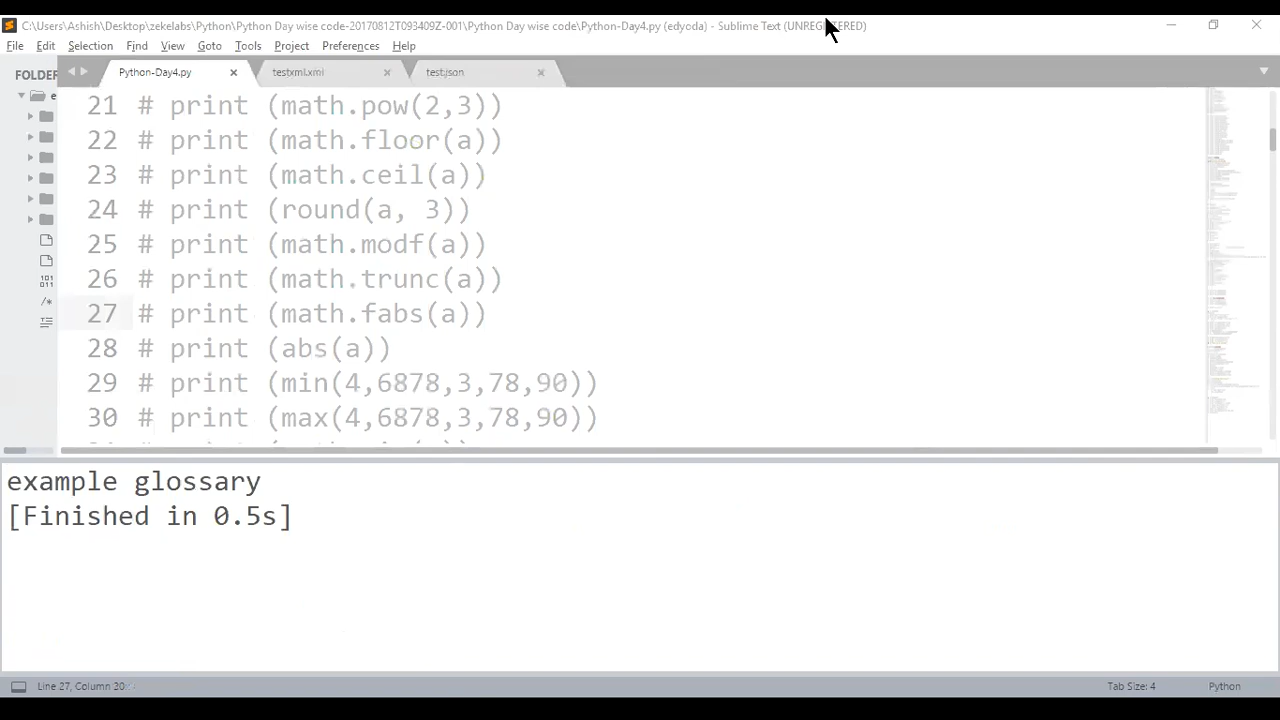 C:\Users\Ashish\Desktop\zekelabs\Python\Python Day wise code-20170812T093409Z-001\Python Day wise code\Python-Day4.py (edyoda) - Sublime Text (UNREGISTERED)
File Edit Selection Find View Goto Tools Project Preferences Help
FOLDER
Python-Day4.py testxml.xml test.json
e
21 # print (math.pow(2,3))
22 # print (math.floor(a))
23 # print (math.ceil(a))
24 # print (round(a, 3))
25 # print (math.modf(a))
26 # print (math.trunc(a))
27 # print (math.fabs(a))
28 # print (abs(a))
29 # print (min(4,6878,3,78,90))
30 # print (max(4,6878,3,78,90))
example glossary
[Finished in 0.5s]
Line 27, Column 20 Tab Size: 4 Python